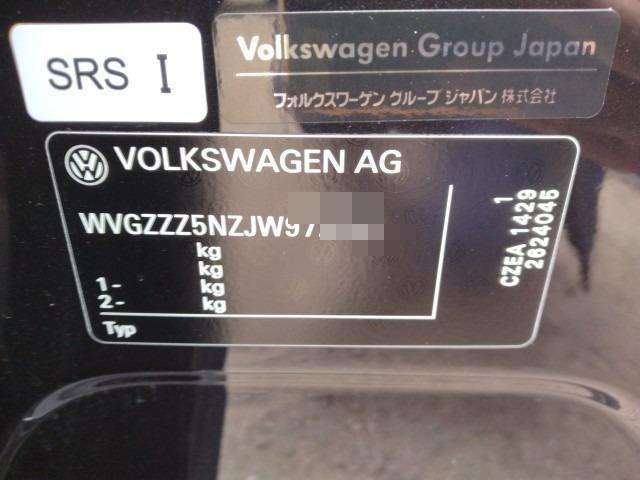 SRS I
Volkswagen Group Japan
フォルクスワーゲン グループ ジャパン 株式会社
VOLKSWAGEN AG
WVGZZZ5NZJW97
kg
kg
1- kg
2- kg
Typ
1
CZEA 1429
2624045